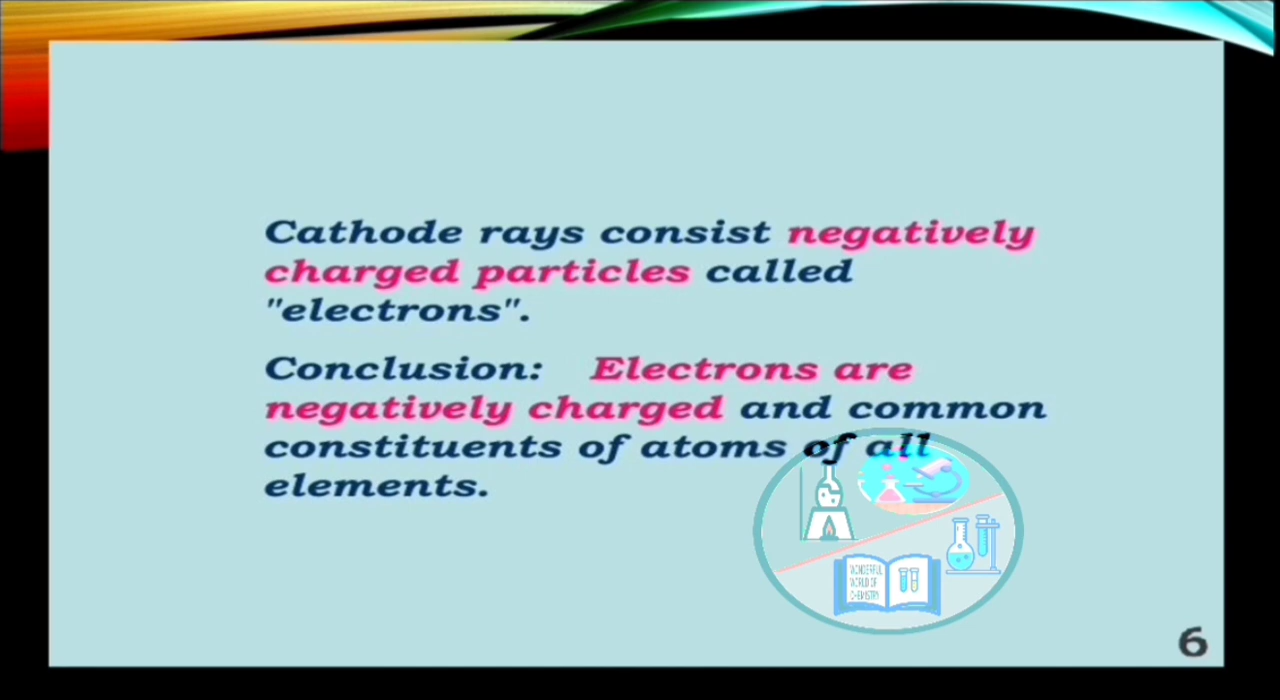 Cathode rays consist negatively
charged particles called
"electrons".
Conclusion: Electrons are
negatively charged and common
constituents of atoms of all
elements.
WONDERFUL
WORLD OF
CHEMISTRY
6